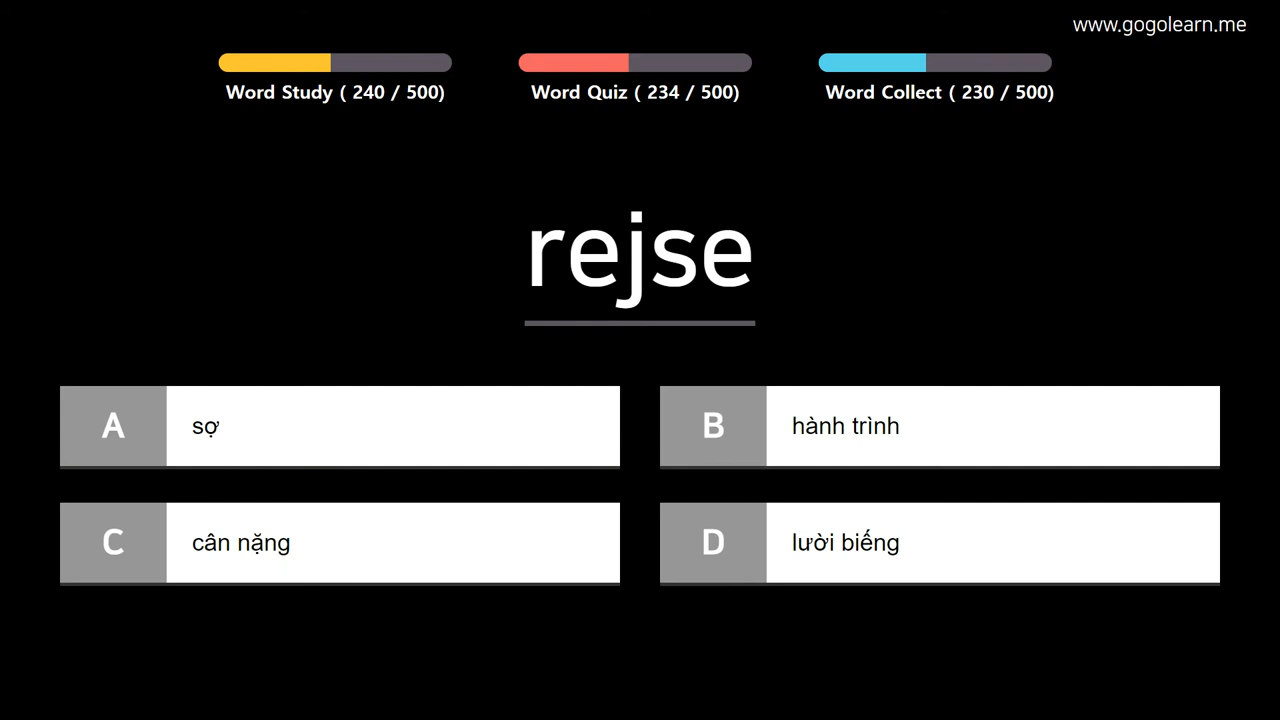 www.gogolearn.me
Word Study ( 240 / 500)
Word Quiz ( 234 / 500)
Word Collect ( 230 / 500)
rejse
A sợ
B hành trình
C cân nặng
D lười biếng